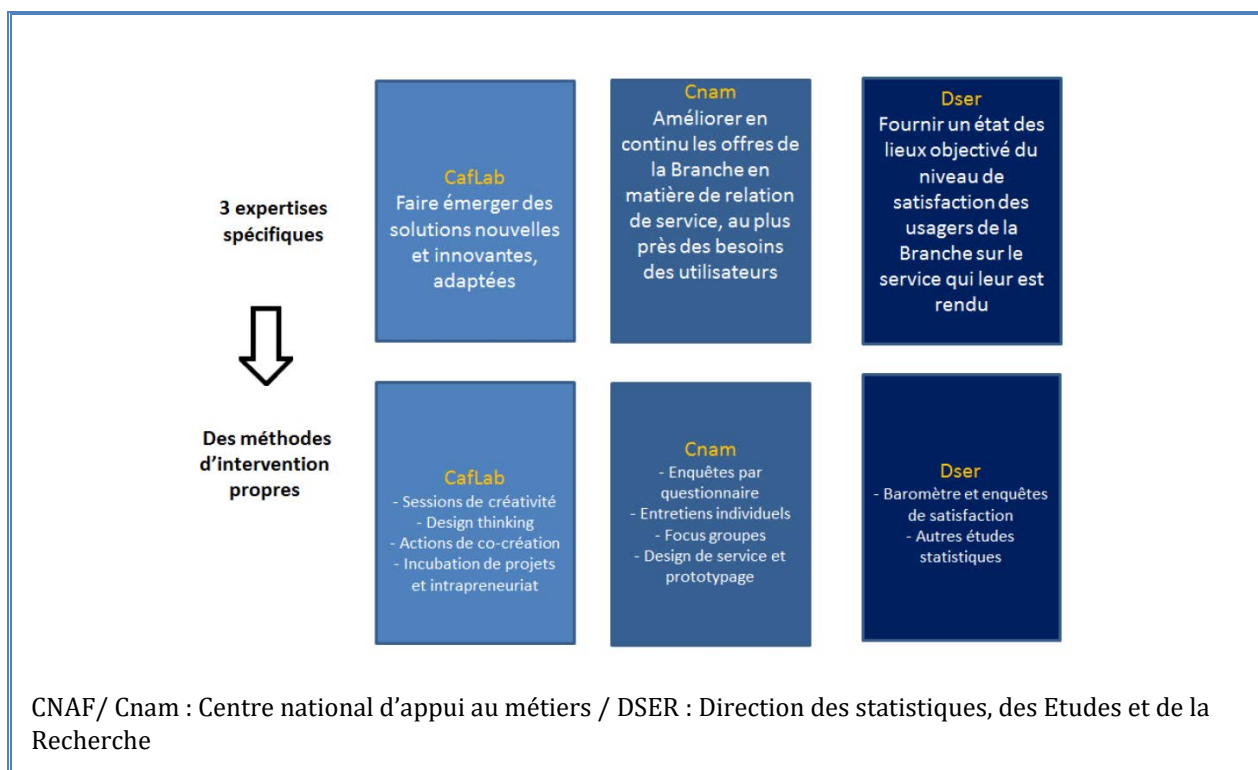 3 expertises
spécifiques
CafLab
Faire émerger des
solutions nouvelles
et innovantes,
adaptées
Cnam
Améliorer en
continu les offres de
la Branche en
matière de relation
de service, au plus
près des besoins
des utilisateurs
Dser
Fournir un état des
lieux objectivé du
niveau de
satisfaction des
usagers de la
Branche sur le
service qui leur est
rendu
Des méthodes
d'intervention
propres
CafLab
- Sessions de créativité
- Design thinking
- Actions de co-création
- Incubation de projets
et intrapreneuriat
Cnam
- Enquêtes par
questionnaire
- Entretiens individuels
- Focus groupes
- Design de service et
prototypage
Dser
- Baromètre et enquêtes
de satisfaction
- Autres études
statistiques
CNAF/ Cnam : Centre national d'appui au métiers / DSER : Direction des statistiques, des Etudes et de la
Recherche